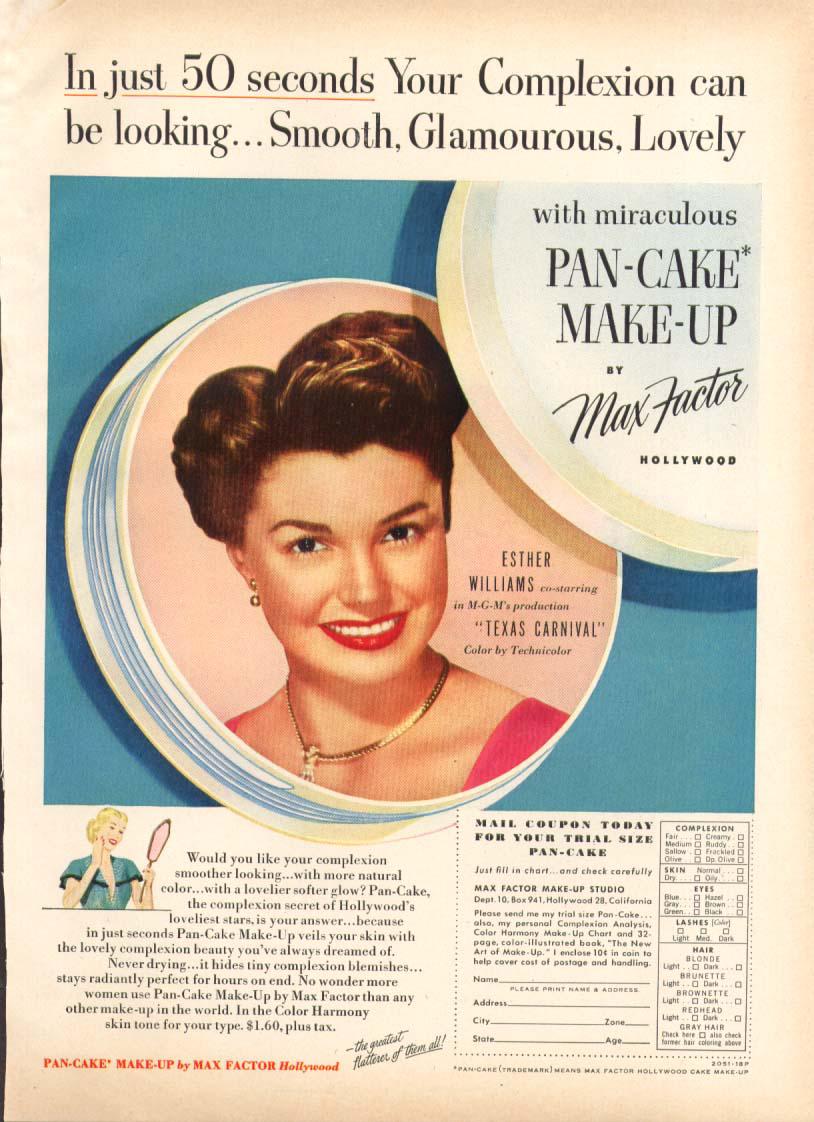 In just 50 seconds Your Complexion can
be looking...Smooth, Glamourous, Lovely
with miraculous
PAN-CAKE*
MAKE-UP
BY
Max Factor
HOLLYWOOD
ESTHER
WILLIAMS co-starring
in M-G-M's production
"TEXAS CARNIVAL"
Color by Technicolor
Would you like your complexion
smoother looking...with more natural
color...with a lovelier softer glow? Pan-Cake,
the complexion secret of Hollywood's
loveliest stars, is your answer...because
in just seconds Pan-Cake Make-Up veils your skin with
the lovely complexion beauty you've always dreamed of.
Never drying...it hides tiny complexion blemishes...
stays radiantly perfect for hours on end. No wonder more
women use Pan-Cake Make-Up by Max Factor than any
other make-up in the world. In the Color Harmony
skin tone for your type. $1.60, plus tax.
—the greatest
flatterer of them all!
PAN-CAKE* MAKE-UP by MAX FACTOR Hollywood
MAIL COUPON TODAY
FOR YOUR TRIAL SIZE
PAN-CAKE
Just fill in chart...and check carefully
MAX FACTOR MAKE-UP STUDIO
Dept. 10, Box 941, Hollywood 28, California
Please send me my trial size Pan-Cake...
also, my personal Complexion Analysis,
Color Harmony Make-Up Chart and 32-
page, color-illustrated book, "The New
Art of Make-Up." I enclose 10¢ in coin to
help cover cost of postage and handling.
Name
PLEASE PRINT NAME & ADDRESS
Address
City Zone
State Age
COMPLEXION
Fair... □ Creamy. □
Medium □ Ruddy.. □
Sallow. □ Freckled □
Olive.. □ Dp. Olive □
SKIN Normal... □
Dry.... □ Oily... □
EYES
Blue... □ Hazel.. □
Gray... □ Brown.. □
Green.. □ Black.. □
LASHES [Color]
□ □ □
Light Med. Dark
HAIR
BLONDE
Light.. □ Dark... □
BRUNETTE
Light.. □ Dark... □
BROWNETTE
Light.. □ Dark... □
REDHEAD
Light.. □ Dark... □
GRAY HAIR
Check here □ also check
former hair coloring above
2051-18P
*PAN-CAKE (TRADEMARK) MEANS MAX FACTOR HOLLYWOOD CAKE MAKE-UP